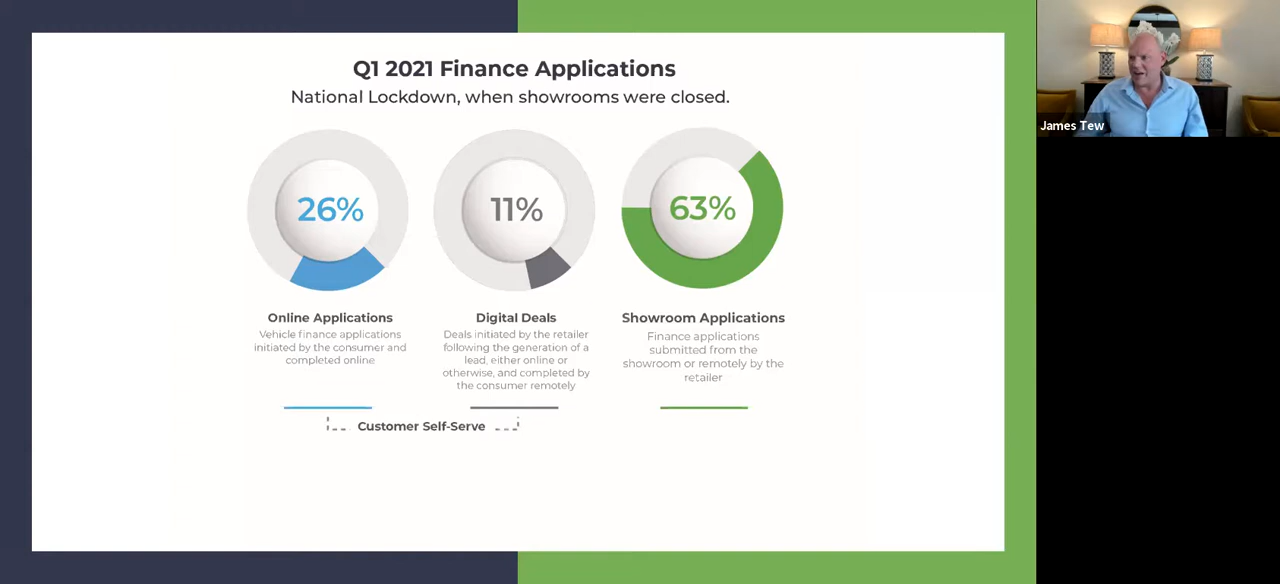 Q1 2021 Finance Applications
National Lockdown, when showrooms were closed.
26%
11%
63%
Online Applications
Vehicle finance applications
initiated by the consumer and
completed online
Digital Deals
Deals initiated by the retailer
following the generation of a
lead, either online or
otherwise, and completed by
the consumer remotely
Showroom Applications
Finance applications
submitted from the
showroom or remotely by the
retailer
Customer Self-Serve
James Tew